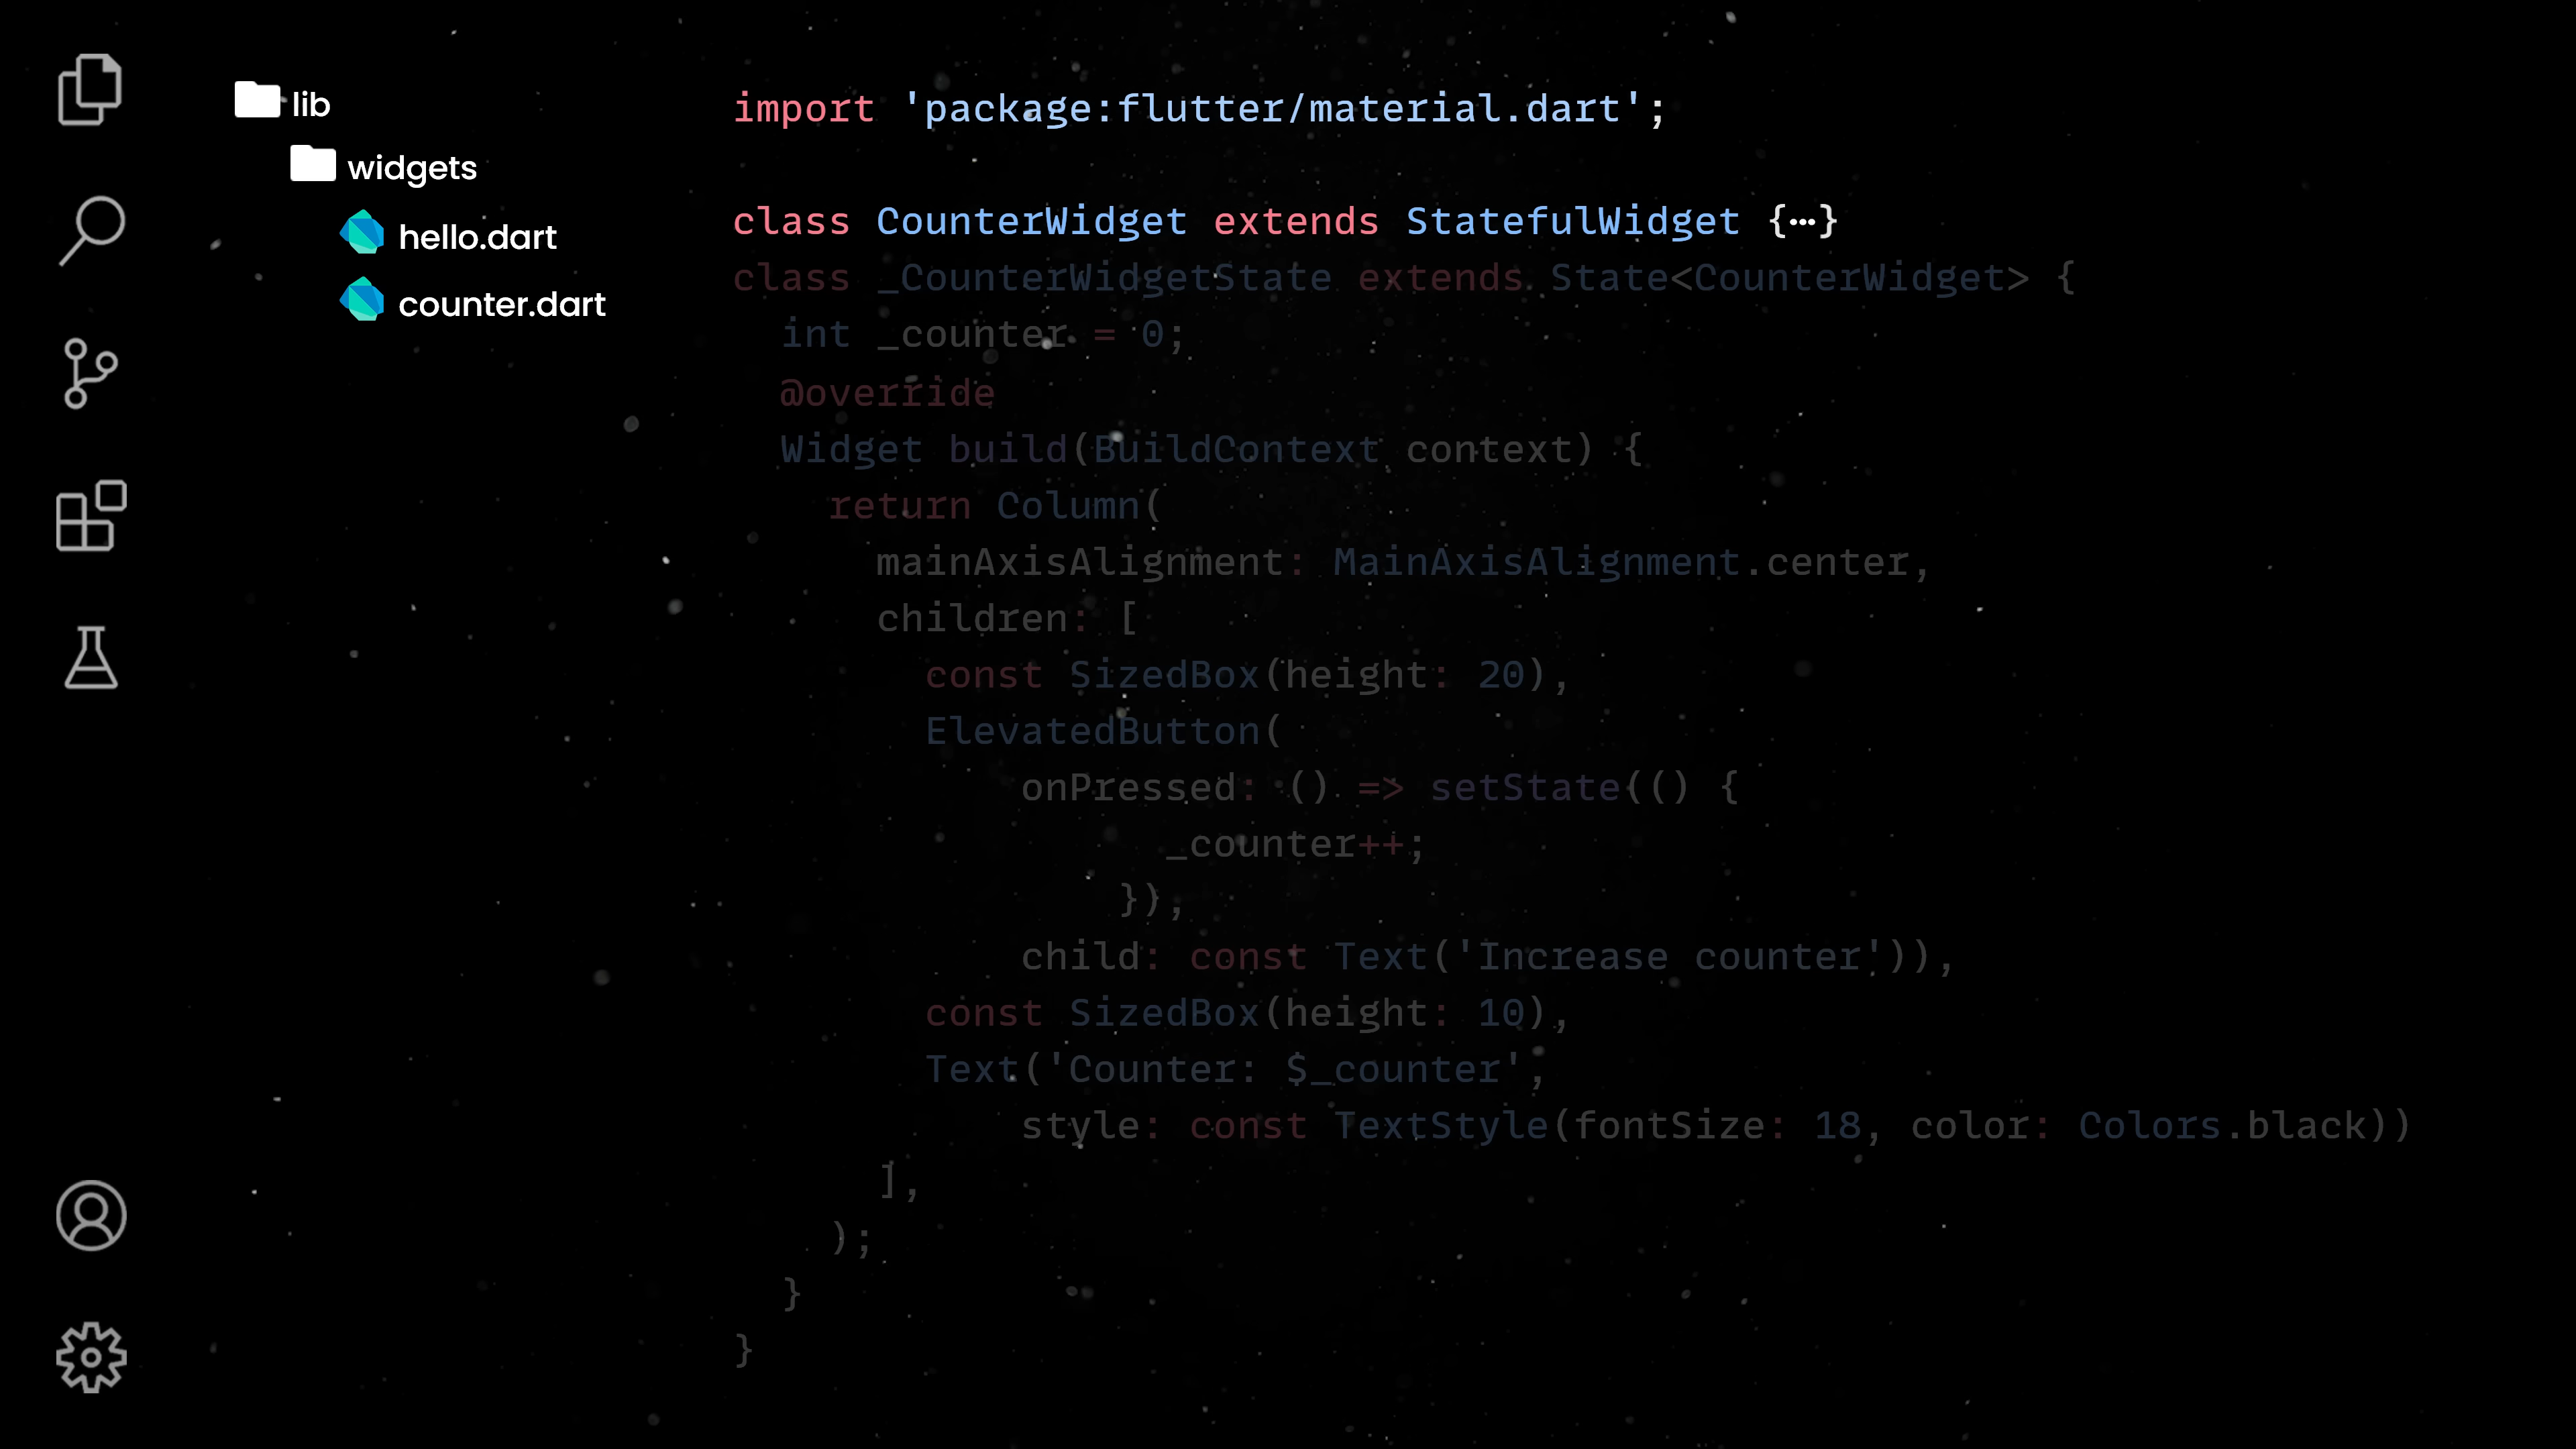 lib
widgets
hello.dart
counter.dart
import 'package:flutter/material.dart';
class CounterWidget extends StatefulWidget {…}
class _CounterWidgetState extends State<CounterWidget> {
int _counter = 0;
@override
Widget build(BuildContext context) {
return Column(
mainAxisAlignment: MainAxisAlignment.center,
children: [
const SizedBox(height: 20),
ElevatedButton(
onPressed: () => setState(() {
_counter++;
}),
child: const Text('Increase counter')),
const SizedBox(height: 10),
Text('Counter: $_counter',
style: const TextStyle(fontSize: 18, color: Colors.black))
],
);
}
}